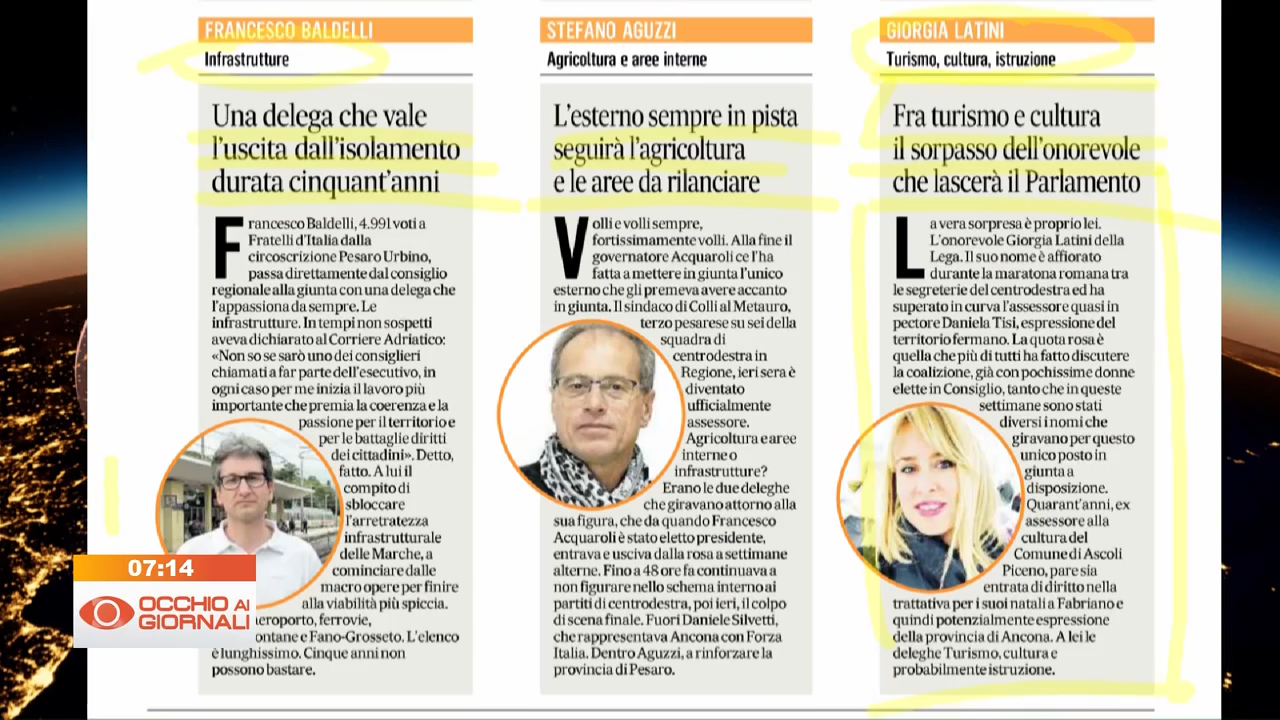 FRANCESCO BALDELLI
Infrastrutture
Una delega che vale
l'uscita dall'isolamento
durata cinquant'anni
Francesco Baldelli, 4.991 voti a
Fratelli d'Italia dalla
circoscrizione Pesaro Urbino,
passa direttamente dal consiglio
regionale alla giunta con una delega che
l'appassiona da sempre. Le
infrastrutture. In tempi non sospetti
aveva dichiarato al Corriere Adriatico:
«Non so se sarò uno dei consiglieri
chiamati a far parte dell'esecutivo, in
ogni caso per me inizia il lavoro più
importante che premia la coerenza e la
passione per il territorio e
per le battaglie diritti
dei cittadini». Detto,
fatto. A lui il
compito di
sbloccare
l'arretratezza
infrastrutturale
delle Marche, a
cominciare dalle
macro opere per finire
alla viabilità più spiccia.
aeroporto, ferrovie,
ontane e Fano-Grosseto. L'elenco
è lunghissimo. Cinque anni non
possono bastare.
STEFANO AGUZZI
Agricoltura e aree interne
L'esterno sempre in pista
seguirà l'agricoltura
e le aree da rilanciare
Volli e volli sempre,
fortissimamente volli. Alla fine il
governatore Acquaroli ce l'ha
fatta a mettere in giunta l'unico
esterno che gli premeva avere accanto
in giunta. Il sindaco di Colli al Metauro,
terzo pesarese su sei della
squadra di
centrodestra in
Regione, ieri sera è
diventato
ufficialmente
assessore.
Agricoltura e aree
interne o
infrastrutture?
Erano le due deleghe
che giravano attorno alla
sua figura, che da quando Francesco
Acquaroli è stato eletto presidente,
entrava e usciva dalla rosa a settimane
alterne. Fino a 48 ore fa continuava a
non figurare nello schema interno ai
partiti di centrodestra, poi ieri, il colpo
di scena finale. Fuori Daniele Silvetti,
che rappresentava Ancona con Forza
Italia. Dentro Aguzzi, a rinforzare la
provincia di Pesaro.
GIORGIA LATINI
Turismo, cultura, istruzione
Fra turismo e cultura
il sorpasso dell'onorevole
che lascerà il Parlamento
La vera sorpresa è proprio lei.
L'onorevole Giorgia Latini della
Lega. Il suo nome è affiorato
durante la maratona romana tra
le segreterie del centrodestra ed ha
superato in curva l'assessore quasi in
pectore Daniela Tisi, espressione del
territorio fermano. La quota rosa è
quella che più di tutti ha fatto discutere
la coalizione, già con pochissime donne
elette in Consiglio, tanto che in queste
settimane sono stati
diversi i nomi che
giravano per questo
unico posto in
giunta a
disposizione.
Quarant'anni, ex
assessore alla
cultura del
Comune di Ascoli
Piceno, pare sia
entrata di diritto nella
trattativa per i suoi natali a Fabriano e
quindi potenzialmente espressione
della provincia di Ancona. A lei le
deleghe Turismo, cultura e
probabilmente istruzione.
07:14
OCCHIO AI
GIORNALI